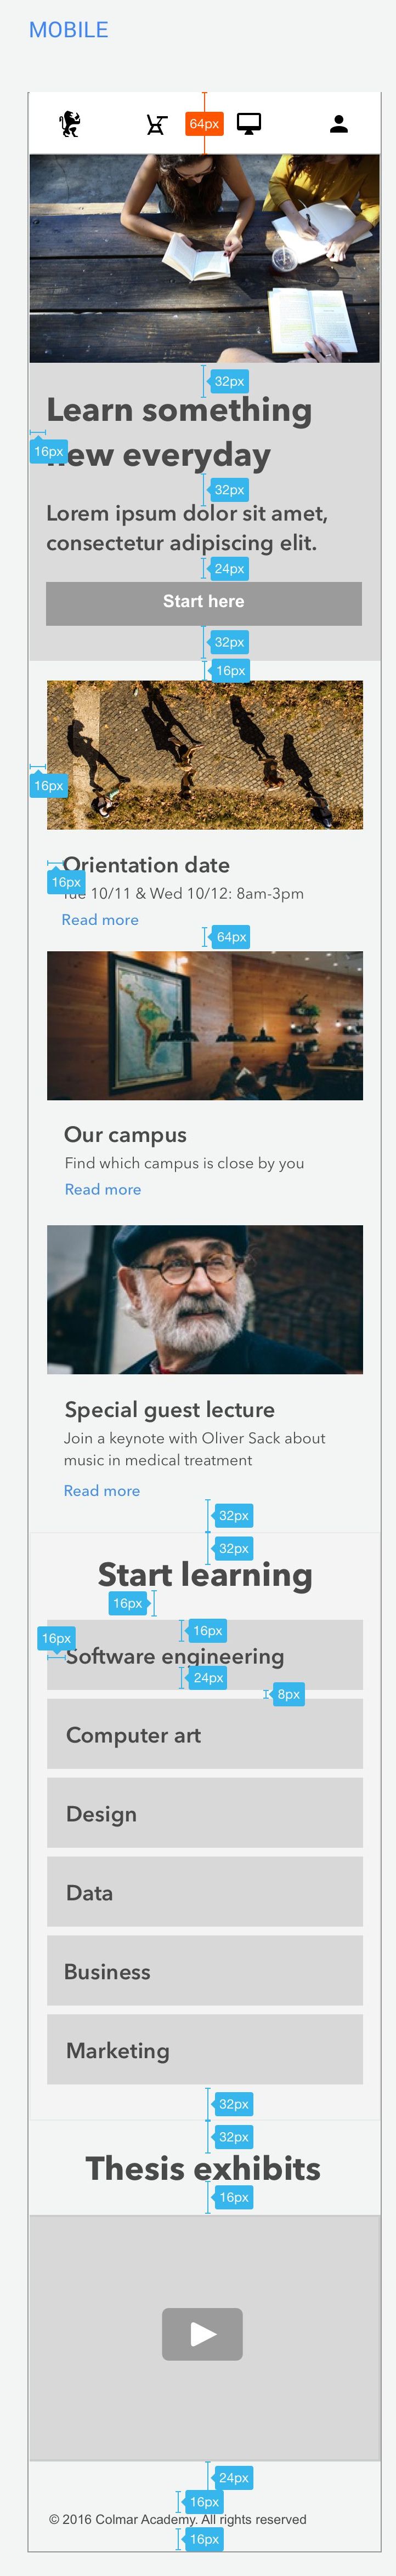 MOBILE
64px
32px
Learn something
new everyday
16px
32px
Lorem ipsum dolor sit amet,
consectetur adipiscing elit.
24px
Start here
32px
16px
16px
Orientation date
16px
Tue 10/11 & Wed 10/12: 8am-3pm
Read more
64px
Our campus
Find which campus is close by you
Read more
Special guest lecture
Join a keynote with Oliver Sack about
music in medical treatment
Read more
32px
32px
Start learning
16px
16px
16px
Software engineering
24px
8px
Computer art
Design
Data
Business
Marketing
32px
32px
Thesis exhibits
16px
24px
16px
© 2016 Colmar Academy. All rights reserved
16px